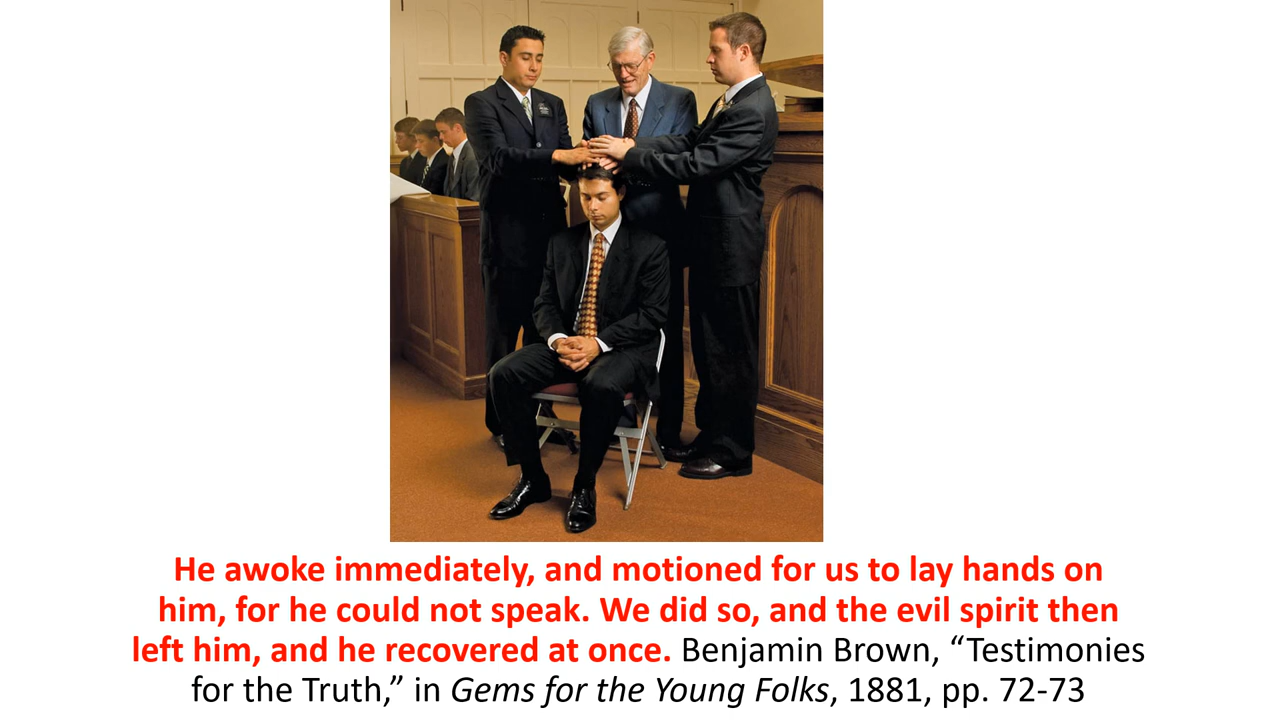 He awoke immediately, and motioned for us to lay hands on
him, for he could not speak. We did so, and the evil spirit then
left him, and he recovered at once. Benjamin Brown, “Testimonies
for the Truth,” in Gems for the Young Folks, 1881, pp. 72-73